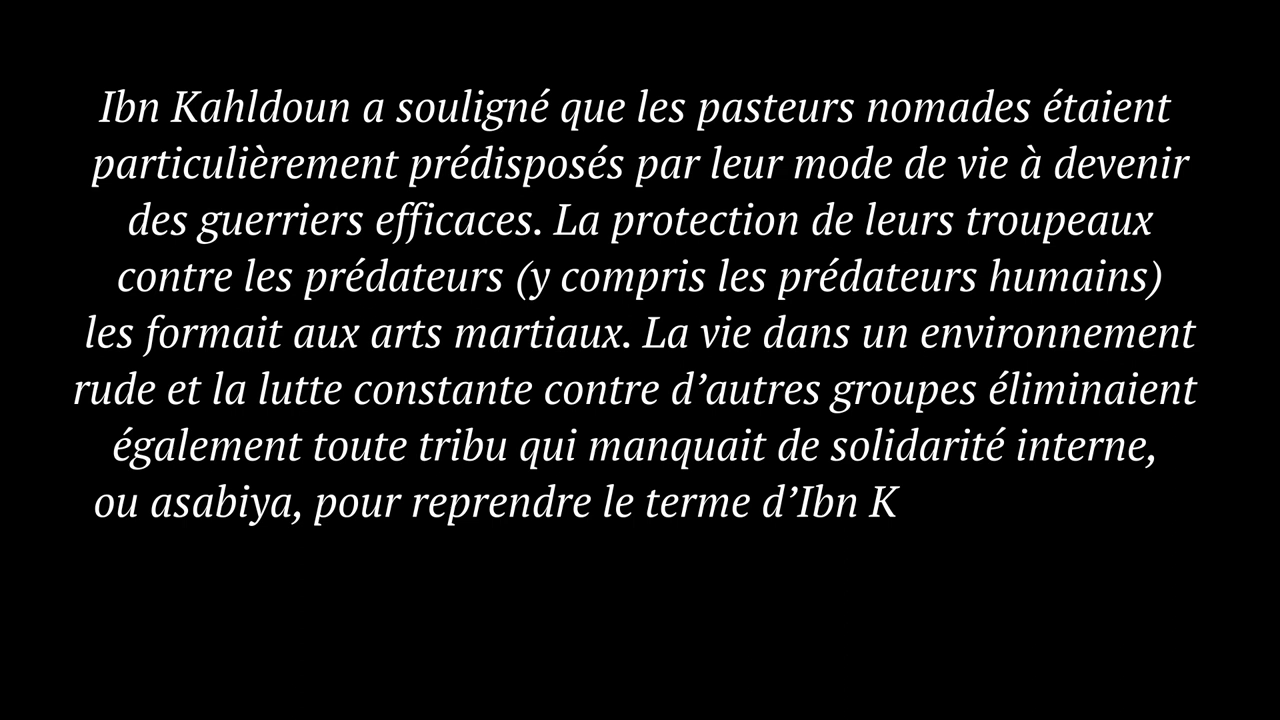 Ibn Kahldoun a souligné que les pasteurs nomades étaient
particulièrement prédisposés par leur mode de vie à devenir
des guerriers efficaces. La protection de leurs troupeaux
contre les prédateurs (y compris les prédateurs humains)
les formait aux arts martiaux. La vie dans un environnement
rude et la lutte constante contre d’autres groupes éliminaient
également toute tribu qui manquait de solidarité interne,
ou asabiya, pour reprendre le terme d’Ibn K